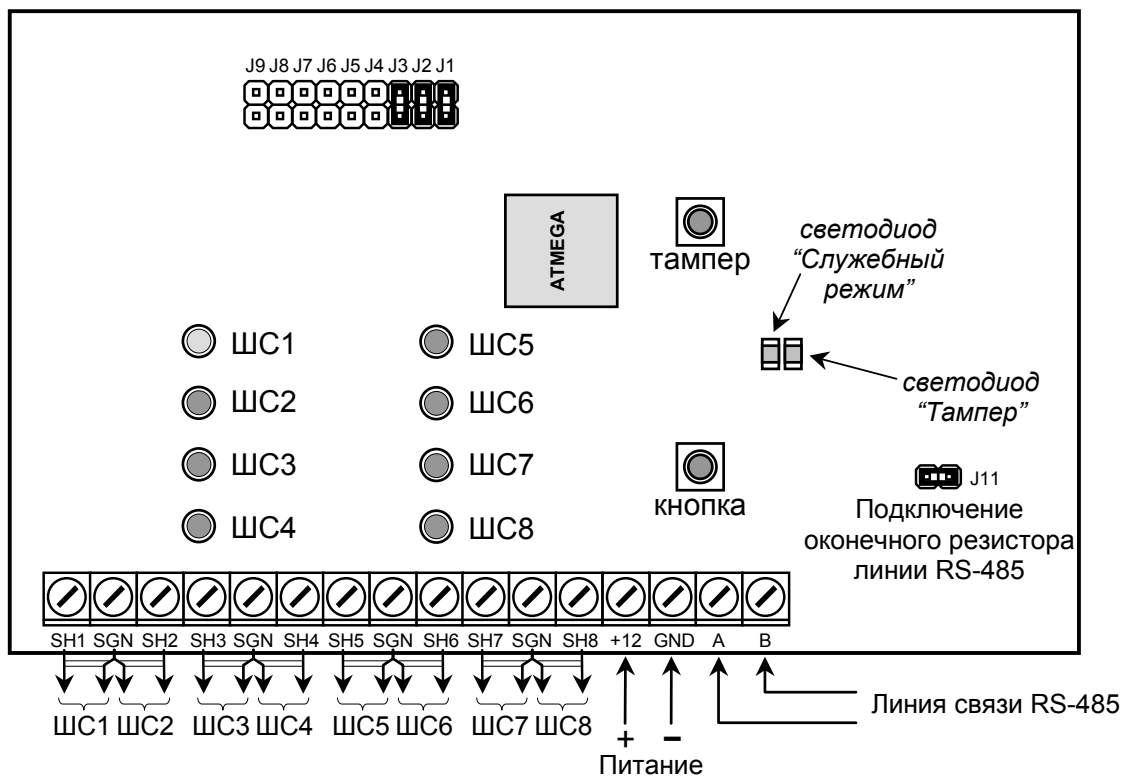 J9 J8 J7 J6 J5 J4 J3 J2 J1
ATMEGA
тампер
светодиод
“Служебный
режим”
ШС1
ШС5
светодиод
“Тампер”
ШС2
ШС6
ШС3
ШС7
кнопка
J11
ШС4
ШС8
Подключение
оконечного резистора
линии RS-485
SH1 SGN SH2 SH3 SGN SH4 SH5 SGN SH6 SH7 SGN SH8 +12 GND A B
ШС1 ШС2 ШС3 ШС4 ШС5 ШС6 ШС7 ШС8
Линия связи RS-485
+ −
Питание